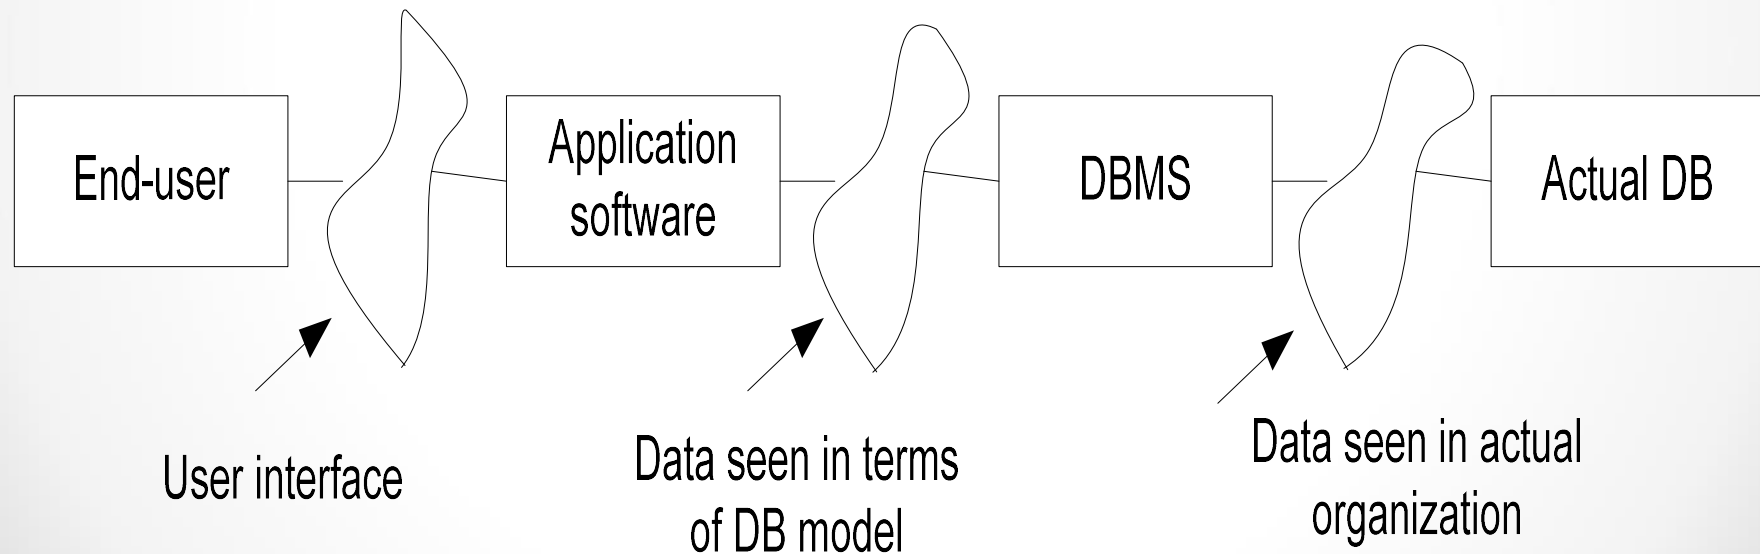 End-user
Application
software
DBMS
Actual DB
User interface
Data seen in terms
of DB model
Data seen in actual
organization